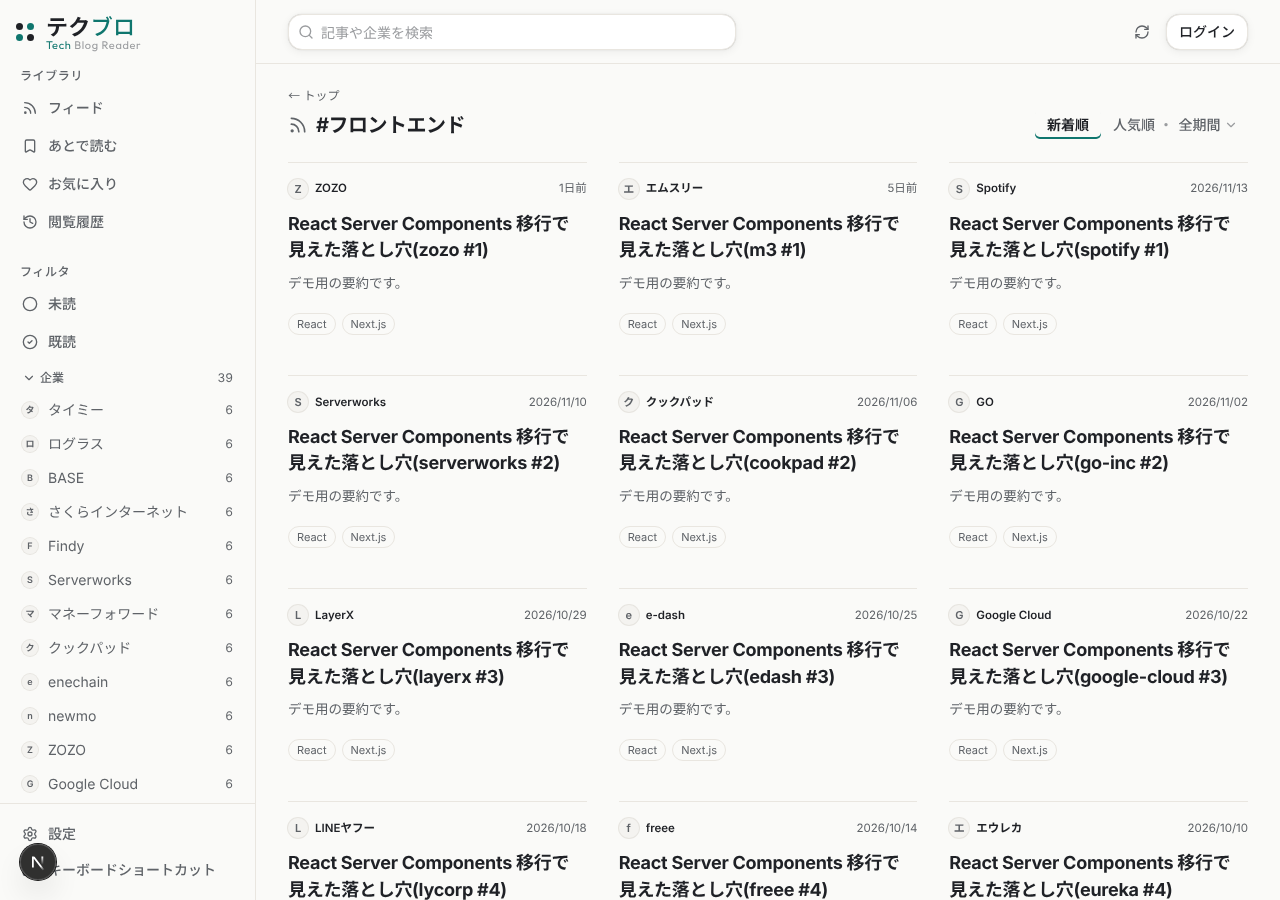 テクブロ
Tech Blog Reader
ライブラリ
フィード
あとで読む
お気に入り
閲覧履歴
フィルタ
未読
既読
企業 39
タ タイミー 6
ロ ログラス 6
B BASE 6
さ さくらインターネット 6
F Findy 6
S Serverworks 6
マ マネーフォワード 6
ク クックパッド 6
e enechain 6
n newmo 6
Z ZOZO 6
G Google Cloud 6
設定
N キーボードショートカット
記事や企業を検索
ログイン
← トップ
#フロントエンド
新着順 人気順 • 全期間
Z ZOZO 1日前
React Server Components 移行で
見えた落とし穴(zozo #1)
デモ用の要約です。
React Next.js
エ エムスリー 5日前
React Server Components 移行で
見えた落とし穴(m3 #1)
デモ用の要約です。
React Next.js
S Spotify 2026/11/13
React Server Components 移行で
見えた落とし穴(spotify #1)
デモ用の要約です。
React Next.js
S Serverworks 2026/11/10
React Server Components 移行で
見えた落とし穴(serverworks #2)
デモ用の要約です。
React Next.js
ク クックパッド 2026/11/06
React Server Components 移行で
見えた落とし穴(cookpad #2)
デモ用の要約です。
React Next.js
G GO 2026/11/02
React Server Components 移行で
見えた落とし穴(go-inc #2)
デモ用の要約です。
React Next.js
L LayerX 2026/10/29
React Server Components 移行で
見えた落とし穴(layerx #3)
デモ用の要約です。
React Next.js
e e-dash 2026/10/25
React Server Components 移行で
見えた落とし穴(edash #3)
デモ用の要約です。
React Next.js
G Google Cloud 2026/10/22
React Server Components 移行で
見えた落とし穴(google-cloud #3)
デモ用の要約です。
React Next.js
L LINEヤフー 2026/10/18
React Server Components 移行で
見えた落とし穴(lycorp #4)
f freee 2026/10/14
React Server Components 移行で
見えた落とし穴(freee #4)
エ エウレカ 2026/10/10
React Server Components 移行で
見えた落とし穴(eureka #4)